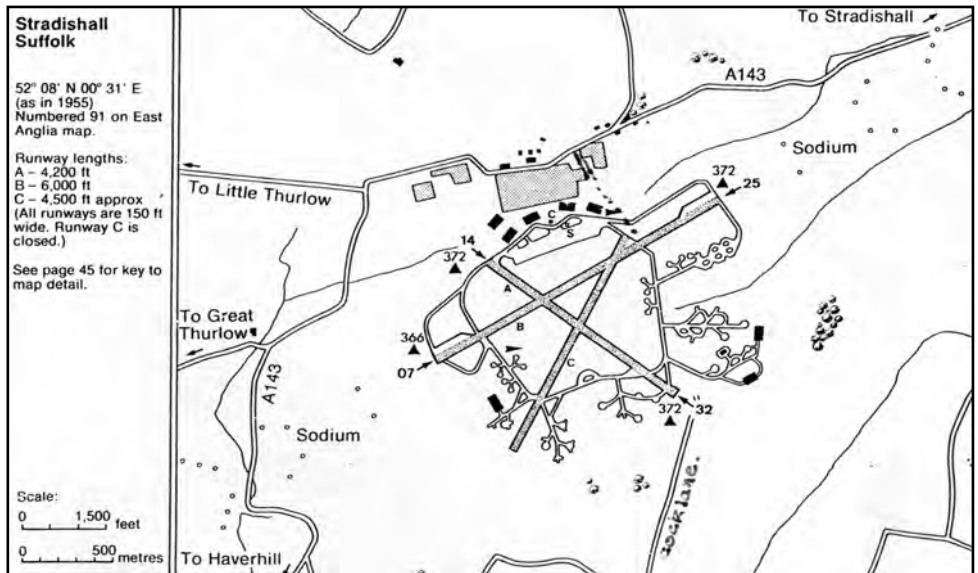 Stradishall
Suffolk
52° 08' N 00° 31' E
(as in 1955)
Numbered 91 on East
Anglia map.
Runway lengths:
A – 4,200 ft
B – 6,000 ft
C – 4,500 ft approx
(All runways are 150 ft
wide. Runway C is
closed.)
See page 45 for key to
map detail.
Scale:
0 1,500 feet
0 500 metres
To Stradishall
A143
Sodium
To Little Thurlow
372
25
C
S
14
372
A
To Great
Thurlow
B
366
07
C
A143
32
372
Sodium
lane.
To Haverhill